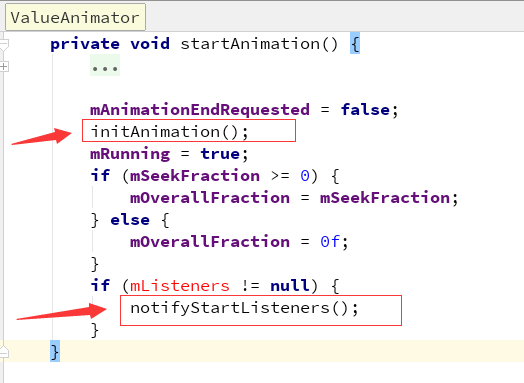 ValueAnimator
private void startAnimation() {
...
mAnimationEndRequested = false;
initAnimation();
mRunning = true;
if (mSeekFraction >= 0) {
mOverallFraction = mSeekFraction;
} else {
mOverallFraction = 0f;
}
if (mListeners != null) {
notifyStartListeners();
}
}